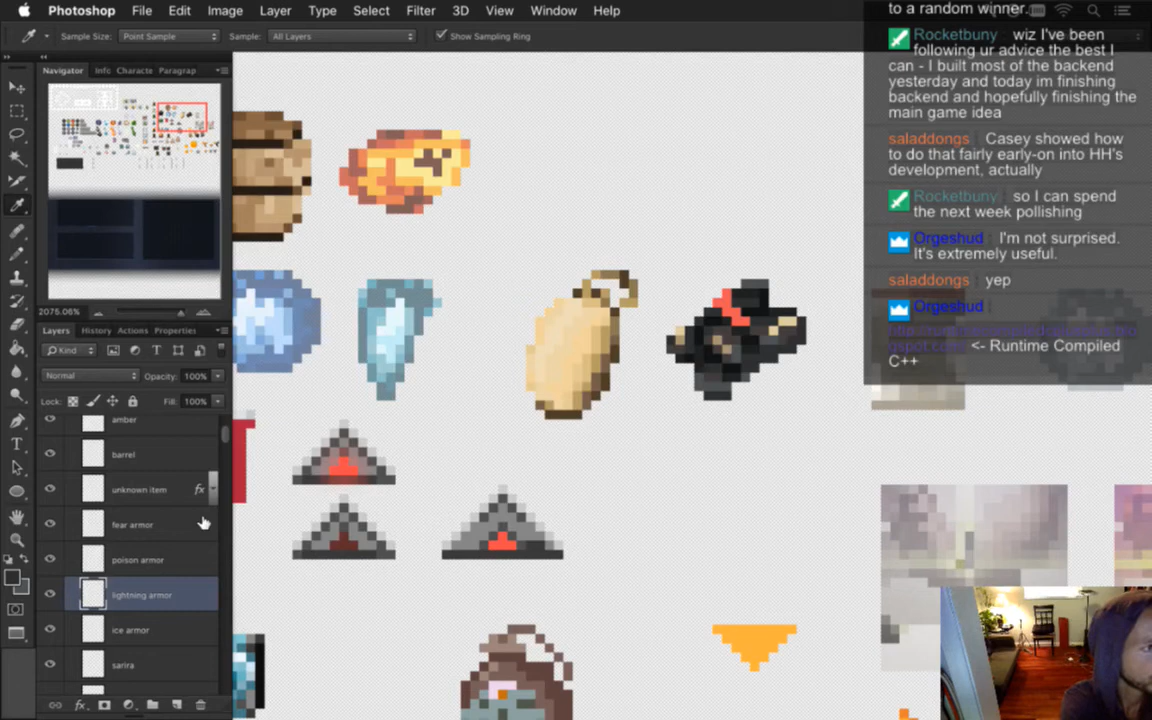 Photoshop File Edit Image Layer Type Select Filter 3D View Window Help
Sample Size: Point Sample Sample: All Layers Show Sampling Ring
Navigator Info Characte Paragrap
2075.06%
Layers History Actions Properties
Kind
Normal Opacity: 100%
Lock: Fill: 100%
amber
barrel
unknown item fx
fear armor
poison armor
lightning armor
ice armor
sarira
fx
to a random winner.
Rocketbuny : wiz I've been
following ur advice the best I
can - I built most of the backend
yesterday and today im finishing
backend and hopefully finishing the
main game idea
saladdongs : Casey showed how
to do that fairly early-on into HH's
development, actually
Rocketbuny : so I can spend
the next week pollishing
Orgeshud : I'm not surprised.
It's extremely useful.
saladdongs : yep
Orgeshud :
<- Runtime Compiled
C++